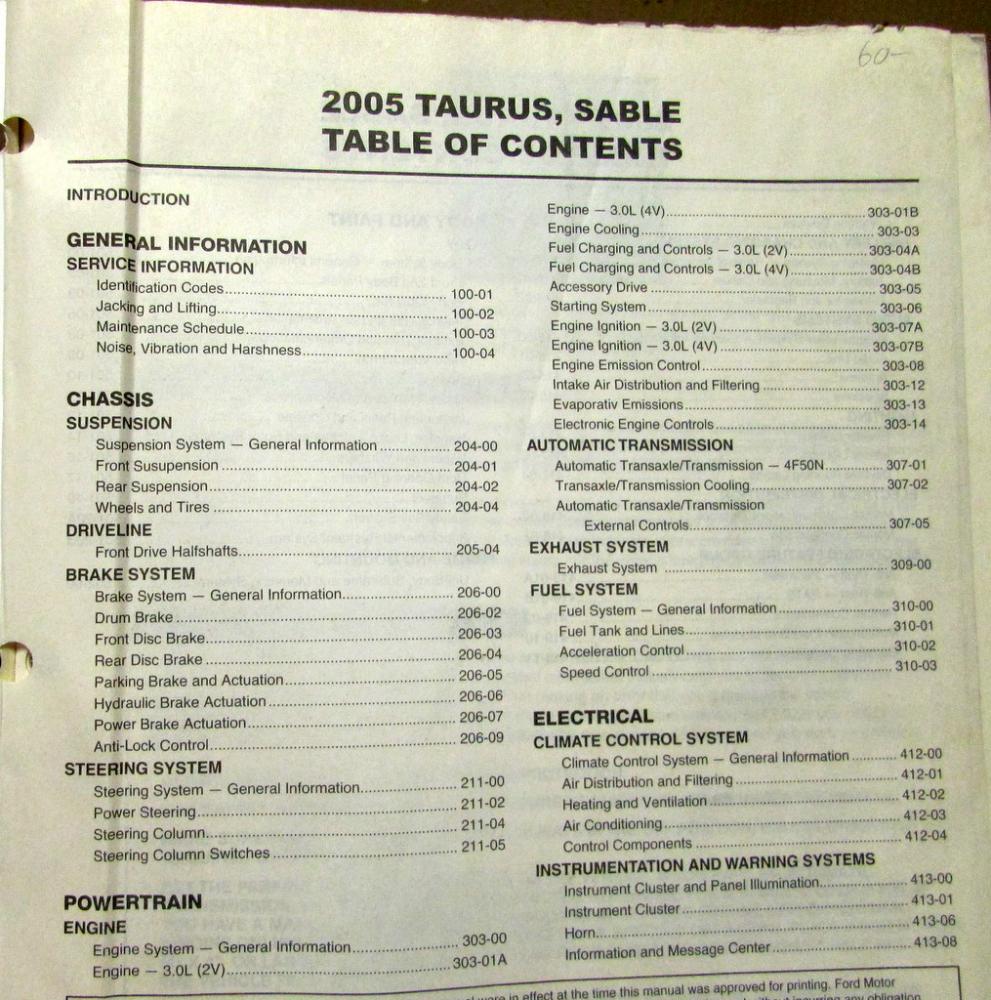 60-
2005 TAURUS, SABLE
TABLE OF CONTENTS
INTRODUCTION
GENERAL INFORMATION
SERVICE INFORMATION
Identification Codes 100-01
Jacking and Lifting 100-02
Maintenance Schedule 100-03
Noise, Vibration and Harshness 100-04
CHASSIS
SUSPENSION
Suspension System — General Information 204-00
Front Susupension 204-01
Rear Suspension 204-02
Wheels and Tires 204-04
DRIVELINE
Front Drive Halfshafts 205-04
BRAKE SYSTEM
Brake System — General Information 206-00
Drum Brake 206-02
Front Disc Brake 206-03
Rear Disc Brake 206-04
Parking Brake and Actuation 206-05
Hydraulic Brake Actuation 206-06
Power Brake Actuation 206-07
Anti-Lock Control 206-09
STEERING SYSTEM
Steering System — General Information 211-00
Power Steering 211-02
Steering Column 211-04
Steering Column Switches 211-05
POWERTRAIN
ENGINE
Engine System — General Information 303-00
Engine — 3.0L (2V) 303-01A
Engine — 3.0L (4V) 303-01B
Engine Cooling 303-03
Fuel Charging and Controls — 3.0L (2V) 303-04A
Fuel Charging and Controls — 3.0L (4V) 303-04B
Accessory Drive 303-05
Starting System 303-06
Engine Ignition — 3.0L (2V) 303-07A
Engine Ignition — 3.0L (4V) 303-07B
Engine Emission Control 303-08
Intake Air Distribution and Filtering 303-12
Evaporativ Emissions 303-13
Electronic Engine Controls 303-14
AUTOMATIC TRANSMISSION
Automatic Transaxle/Transmission — 4F50N 307-01
Transaxle/Transmission Cooling 307-02
Automatic Transaxle/Transmission
External Controls 307-05
EXHAUST SYSTEM
Exhaust System 309-00
FUEL SYSTEM
Fuel System — General Information 310-00
Fuel Tank and Lines 310-01
Acceleration Control 310-02
Speed Control 310-03
ELECTRICAL
CLIMATE CONTROL SYSTEM
Climate Control System — General Information 412-00
Air Distribution and Filtering 412-01
Heating and Ventilation 412-02
Air Conditioning 412-03
Control Components 412-04
INSTRUMENTATION AND WARNING SYSTEMS
Instrument Cluster and Panel Illumination 413-00
Instrument Cluster 413-01
Horn 413-06
Information and Message Center 413-08
were in effect at the time this manual was approved for printing. Ford Motor
without incurring any obligation